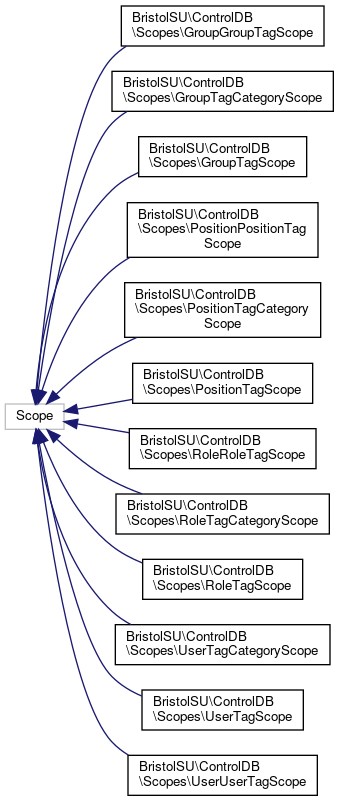 BristolSU\ControlDB
\Scopes\GroupGroupTagScope
BristolSU\ControlDB
\Scopes\GroupTagCategoryScope
BristolSU\ControlDB
\Scopes\GroupTagScope
BristolSU\ControlDB
\Scopes\PositionPositionTag
Scope
BristolSU\ControlDB
\Scopes\PositionTagCategory
Scope
BristolSU\ControlDB
\Scopes\PositionTagScope
Scope
BristolSU\ControlDB
\Scopes\RoleRoleTagScope
BristolSU\ControlDB
\Scopes\RoleTagCategoryScope
BristolSU\ControlDB
\Scopes\RoleTagScope
BristolSU\ControlDB
\Scopes\UserTagCategoryScope
BristolSU\ControlDB
\Scopes\UserTagScope
BristolSU\ControlDB
\Scopes\UserUserTagScope